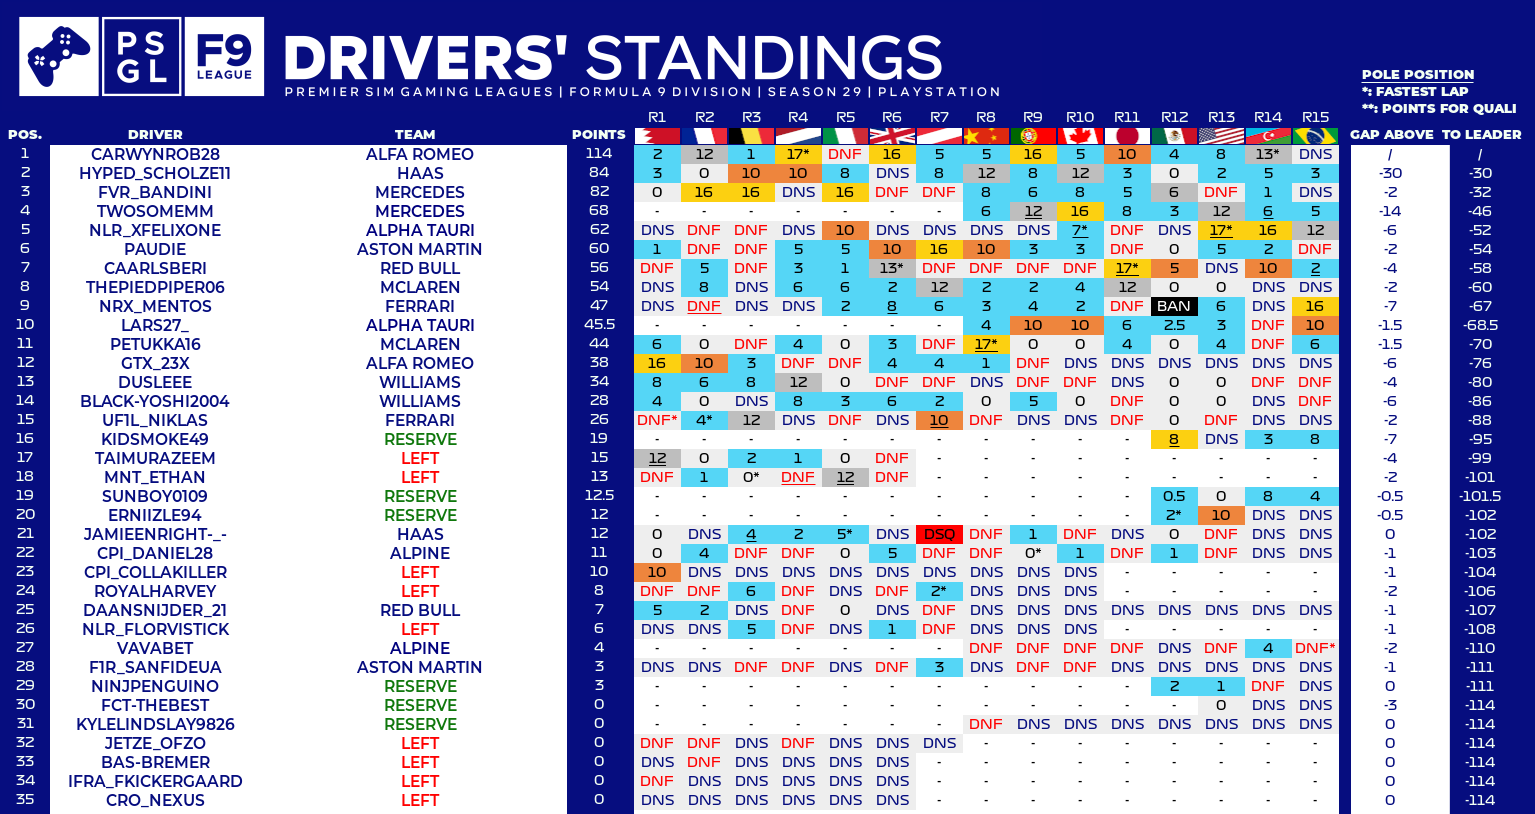 PS
GL
F9
LEAGUE
DRIVERS' STANDINGS
PREMIER SIM GAMING LEAGUES | FORMULA 9 DIVISION | SEASON 29 | PLAYSTATION
POLE POSITION
*: FASTEST LAP
**: POINTS FOR QUALI
R1 R2 R3 R4 R5 R6 R7 R8 R9 R10 R11 R12 R13 R14 R15
POS. DRIVER TEAM POINTS GAP ABOVE TO LEADER
1 CARWYNROB28 ALFA ROMEO 114 2 12 1 17* DNF 16 5 5 16 5 10 4 8 13* DNS / /
2 HYPED_SCHOLZE11 HAAS 84 3 0 10 10 8 DNS 8 12 8 12 3 0 2 5 3 -30 -30
3 FVR_BANDINI MERCEDES 82 0 16 16 DNS 16 DNF DNF 8 6 8 5 6 DNF 1 DNS -2 -32
4 TWOSOMEMM MERCEDES 68 - - - - - - - 6 12 16 8 3 12 6 5 -14 -46
5 NLR_XFELIXONE ALPHA TAURI 62 DNS DNF DNF DNS 10 DNS DNS DNS DNS 7* DNF DNS 17* 16 12 -6 -52
6 PAUDIE ASTON MARTIN 60 1 DNF DNF 5 5 10 16 10 3 3 DNF 0 5 2 DNF -2 -54
7 CAARLSBERI RED BULL 56 DNF 5 DNF 3 1 13* DNF DNF DNF DNF 17* 5 DNS 10 2 -4 -58
8 THEPIEDPIPER06 MCLAREN 54 DNS 8 DNS 6 6 2 12 2 2 4 12 0 0 DNS DNS -2 -60
9 NRX_MENTOS FERRARI 47 DNS DNF DNS DNS 2 8 6 3 4 2 DNF BAN 6 DNS 16 -7 -67
10 LARS27_ ALPHA TAURI 45.5 - - - - - - - 4 10 10 6 2.5 3 DNF 10 -1.5 -68.5
11 PETUKKA16 MCLAREN 44 6 0 DNF 4 0 3 DNF 17* 0 0 4 0 4 DNF 6 -1.5 -70
12 GTX_23X ALFA ROMEO 38 16 10 3 DNF DNF 4 4 1 DNF DNS DNS DNS DNS DNS DNS -6 -76
13 DUSLEEE WILLIAMS 34 8 6 8 12 0 DNF DNF DNS DNF DNF DNS 0 0 DNF DNF -4 -80
14 BLACK-YOSHI2004 WILLIAMS 28 4 0 DNS 8 3 6 2 0 5 0 DNF 0 0 DNS DNF -6 -86
15 UF1L_NIKLAS FERRARI 26 DNF* 4* 12 DNS DNF DNS 10 DNF DNS DNS DNF 0 DNF DNS DNS -2 -88
16 KIDSMOKE49 RESERVE 19 - - - - - - - - - - - 8 DNS 3 8 -7 -95
17 TAIMURAZEEM LEFT 15 12 0 2 1 0 DNF - - - - - - - - - -4 -99
18 MNT_ETHAN LEFT 13 DNF 1 0* DNF 12 DNF - - - - - - - - - -2 -101
19 SUNBOY0109 RESERVE 12.5 - - - - - - - - - - - 0.5 0 8 4 -0.5 -101.5
20 ERNIIZLE94 RESERVE 12 - - - - - - - - - - - 2* 10 DNS DNS -0.5 -102
21 JAMIEENRIGHT-_- HAAS 12 0 DNS 4 2 5* DNS DSQ DNF 1 DNF DNS 0 DNF DNS DNS 0 -102
22 CPI_DANIEL28 ALPINE 11 0 4 DNF DNF 0 5 DNF DNF 0* 1 DNF 1 DNF DNS DNS -1 -103
23 CPI_COLLAKILLER LEFT 10 10 DNS DNS DNS DNS DNS DNS DNS DNS DNS - - - - - -1 -104
24 ROYALHARVEY LEFT 8 DNF DNF 6 DNF DNS DNF 2* DNS DNS DNS - - - - - -2 -106
25 DAANSNIJDER_21 RED BULL 7 5 2 DNS DNF 0 DNS DNF DNS DNS DNS DNS DNS DNS DNS DNS -1 -107
26 NLR_FLORVISTICK LEFT 6 DNS DNS 5 DNF DNS 1 DNF DNS DNS DNS - - - - - -1 -108
27 VAVABET ALPINE 4 - - - - - - - DNF DNF DNF DNF DNS DNF 4 DNF* -2 -110
28 F1R_SANFIDEUA ASTON MARTIN 3 DNS DNS DNF DNF DNS DNF 3 DNS DNF DNF DNS DNS DNS DNS DNS -1 -111
29 NINJPENGUINO RESERVE 3 - - - - - - - - - - - 2 1 DNF DNS 0 -111
30 FCT-THEBEST RESERVE 0 - - - - - - - - - - - - 0 DNS DNS -3 -114
31 KYLELINDSLAY9826 RESERVE 0 - - - - - - - DNF DNS DNS DNS DNS DNS DNS DNS 0 -114
32 JETZE_OFZO LEFT 0 DNF DNF DNS DNF DNS DNS DNS - - - - - - - - 0 -114
33 BAS-BREMER LEFT 0 DNS DNF DNS DNS DNS DNS - - - - - - - - - 0 -114
34 IFRA_FKICKERGAARD LEFT 0 DNF DNS DNS DNS DNS DNS - - - - - - - - - 0 -114
35 CRO_NEXUS LEFT 0 DNS DNS DNS DNS DNS DNS - - - - - - - - - 0 -114